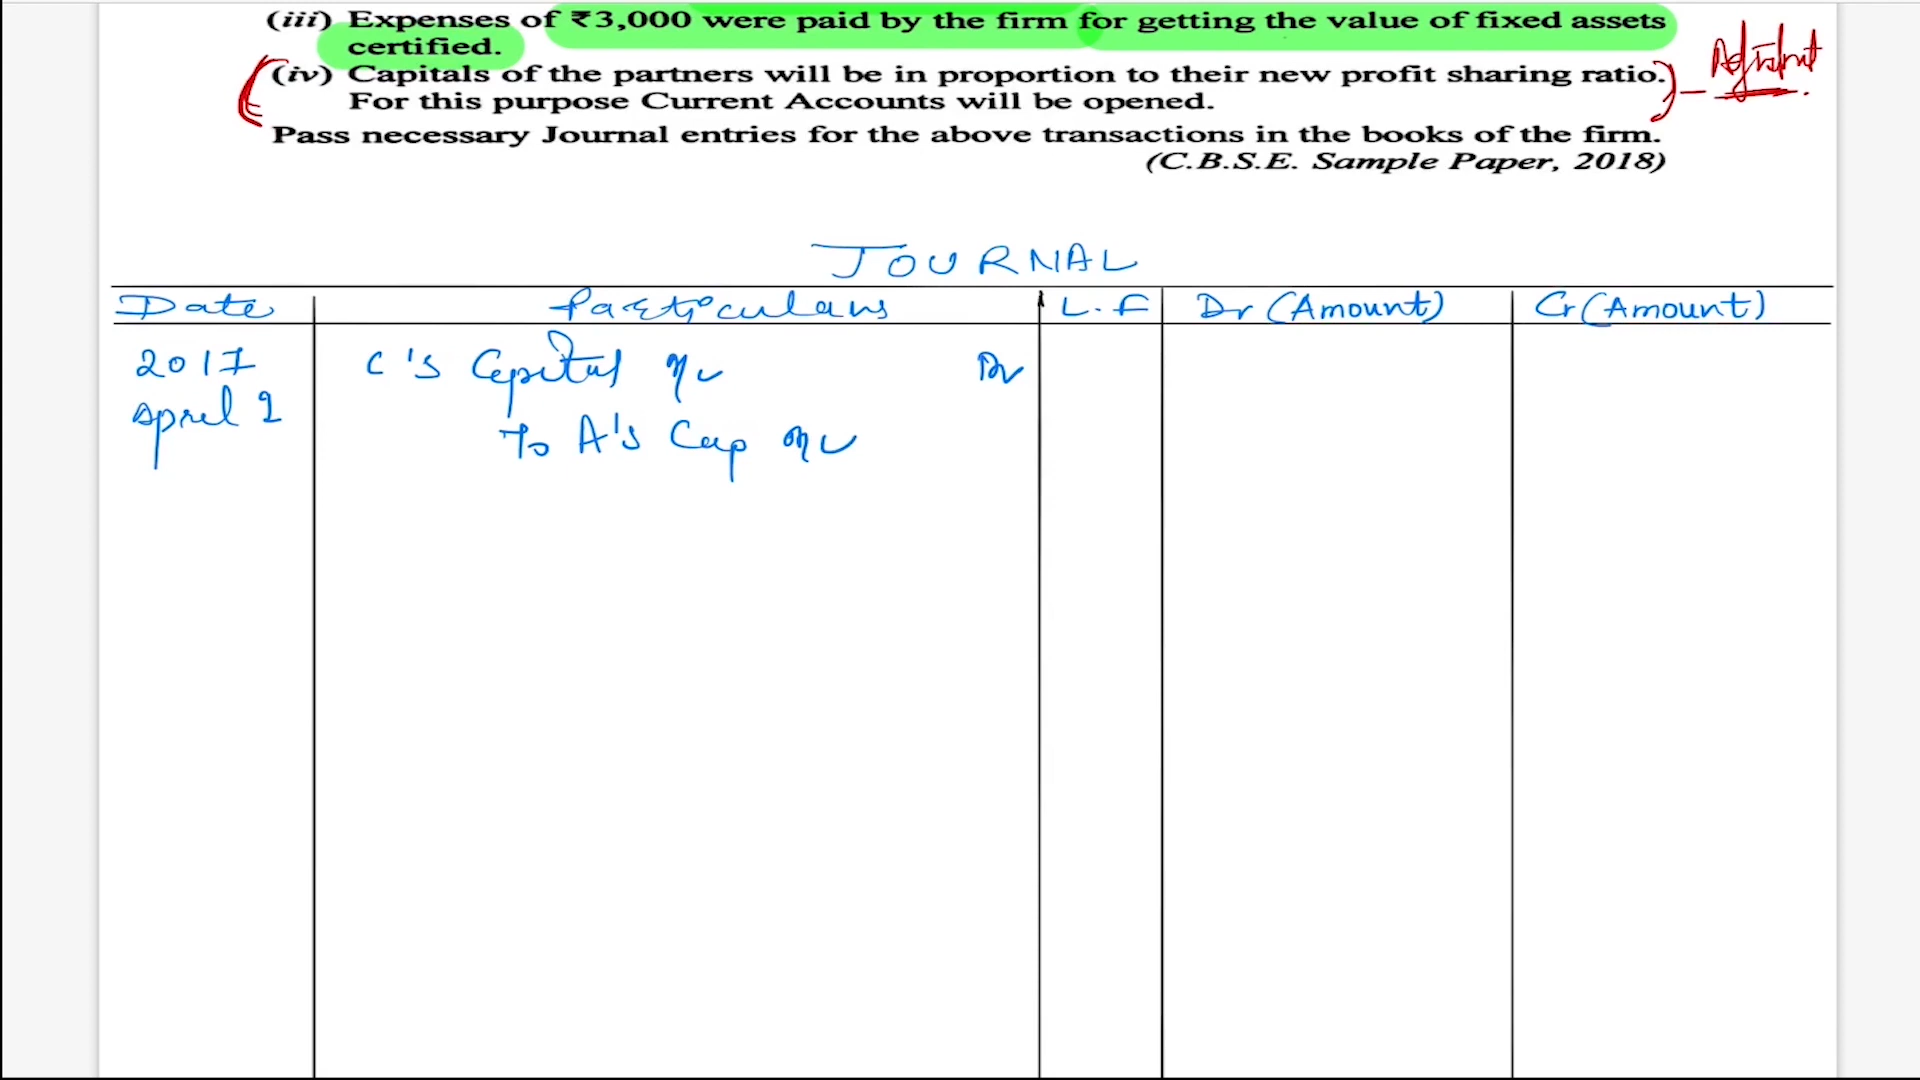 (iii) Expenses of ₹3,000 were paid by the firm for getting the value of fixed assets
certified.
(iv) Capitals of the partners will be in proportion to their new profit sharing ratio.
For this purpose Current Accounts will be opened.
Pass necessary Journal entries for the above transactions in the books of the firm.
(C.B.S.E. Sample Paper, 2018)
JOURNAL
Date Particulars L.F Dr (Amount) Cr (Amount)
2017 C's Capital A/c Dr
April 1
To A's Cap A/c